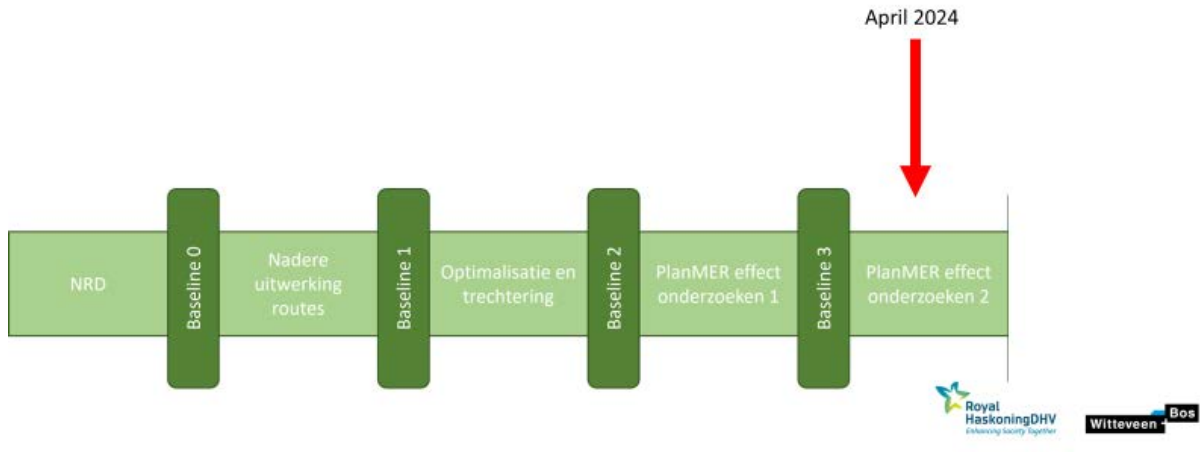 April 2024
NRD
Baseline 0
Nadere
uitwerking
routes
Baseline 1
Optimalisatie en
trechtering
Baseline 2
PlanMER effect
onderzoeken 1
Baseline 3
PlanMER effect
onderzoeken 2
Royal
HaskoningDHV
Enhancing Society Together
Witteveen + Bos